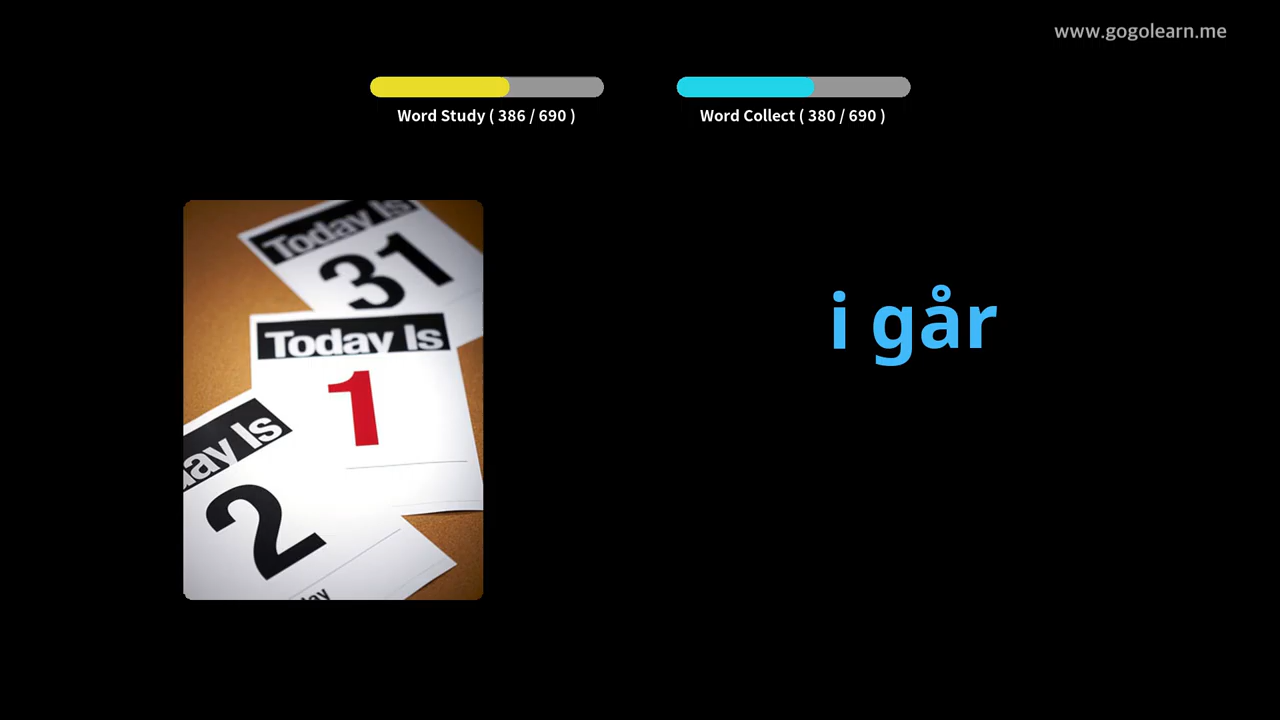 www.gogolearn.me
Word Study ( 386 / 690 )
Word Collect ( 380 / 690 )
Today Is
31
Today Is
1
ay Is
2
ay
i går